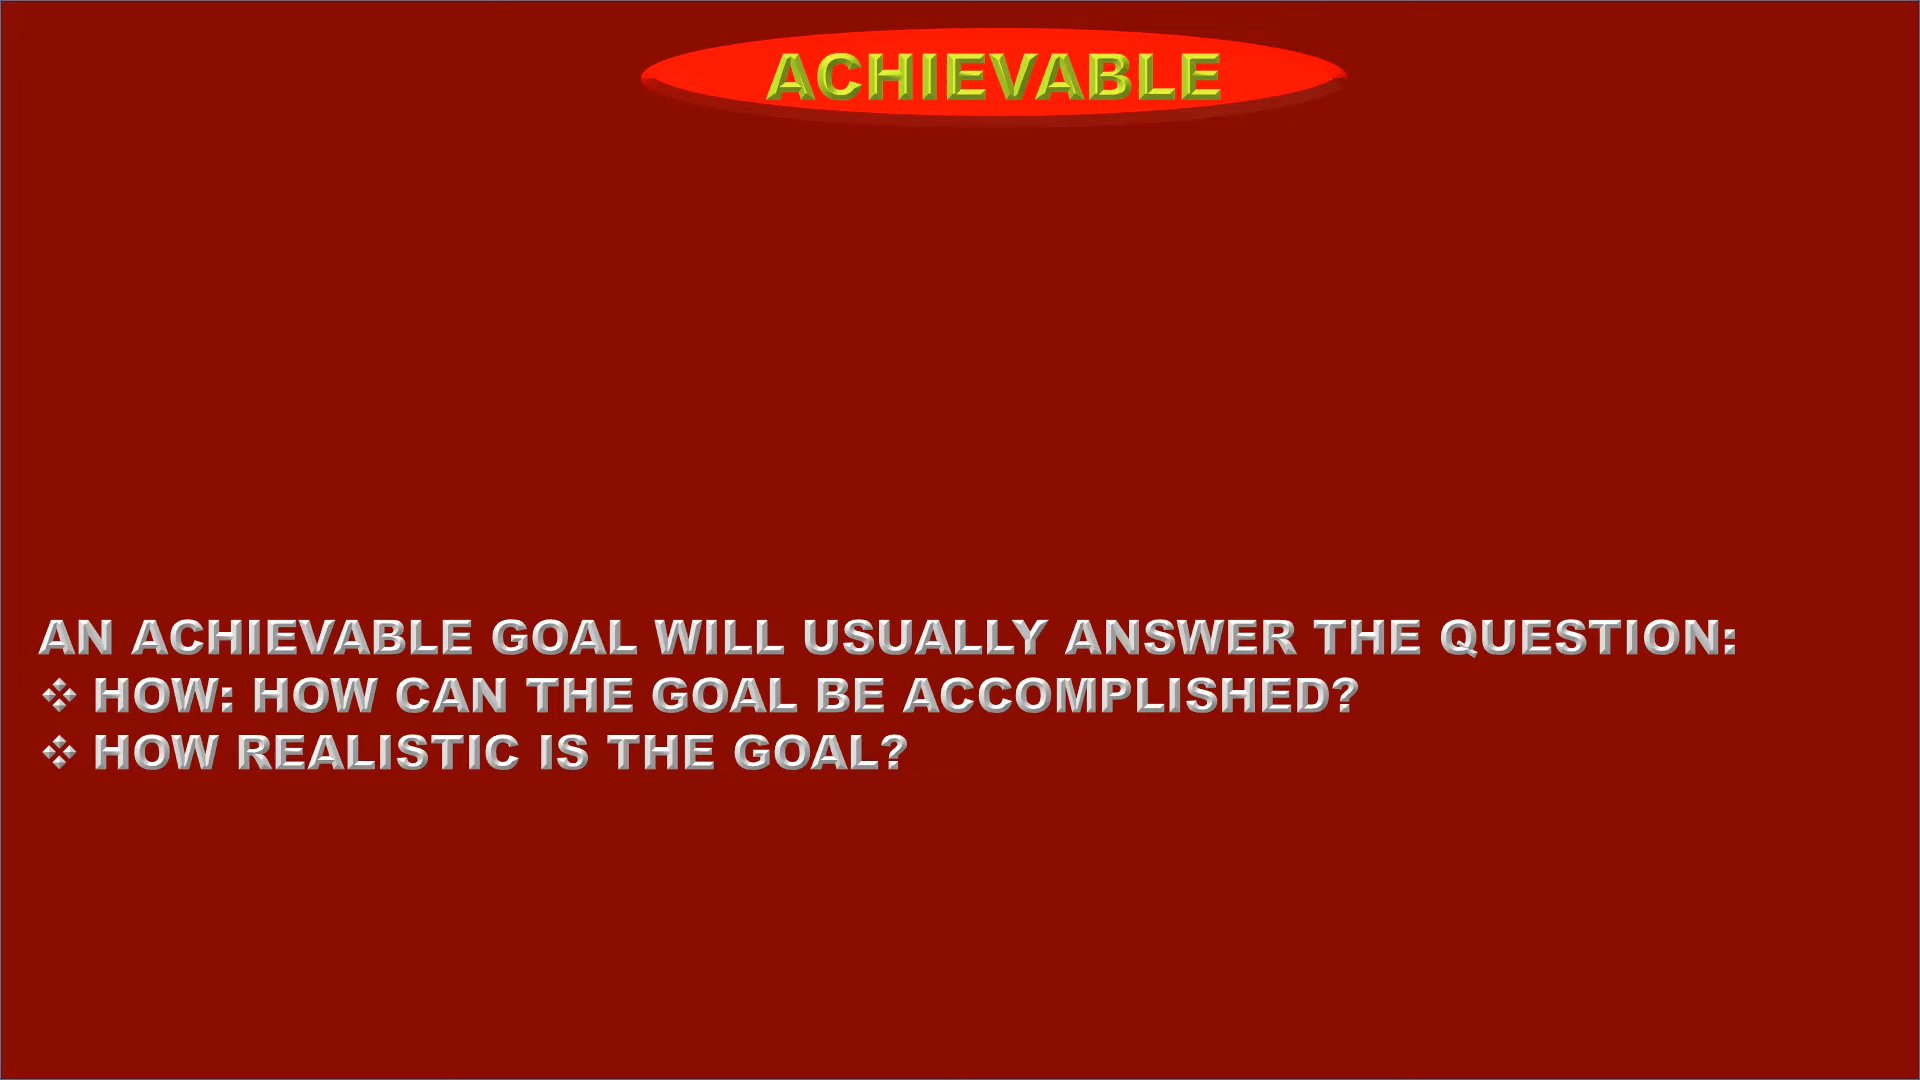 ACHIEVABLE
AN ACHIEVABLE GOAL WILL USUALLY ANSWER THE QUESTION:
❖ HOW: HOW CAN THE GOAL BE ACCOMPLISHED?
❖ HOW REALISTIC IS THE GOAL?